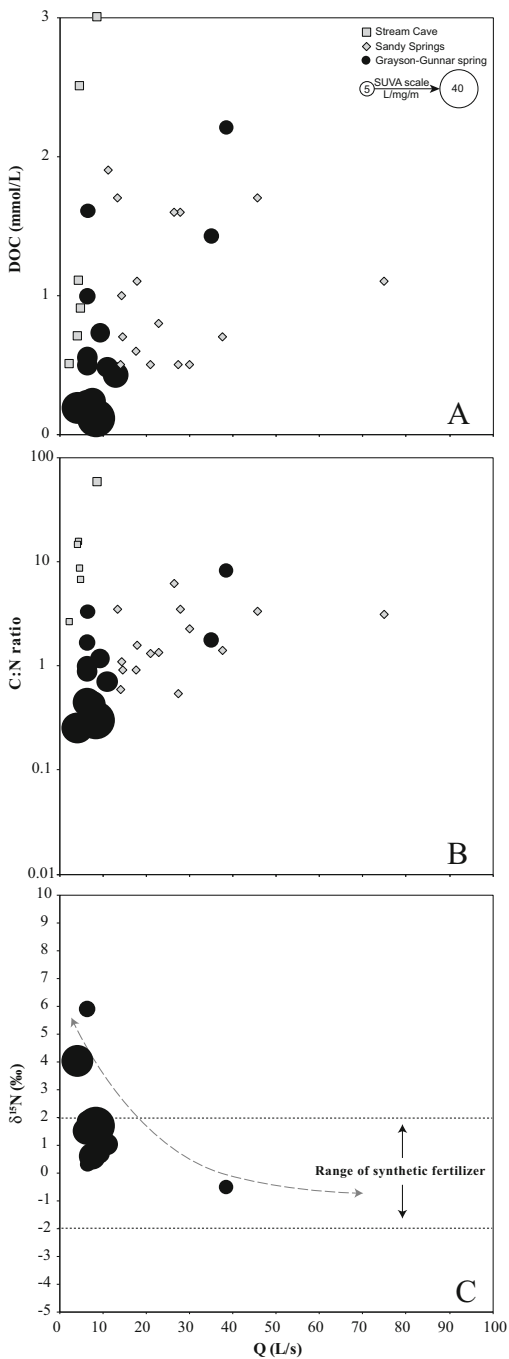 3
2
1
0
DOC (mmol/L)
Stream Cave
Sandy Springs
Grayson-Gunnar spring
5
SUVA scale
L/mg/m
40
A
100
10
1
0.1
0.01
C:N ratio
B
10
9
8
7
6
5
4
3
2
1
0
-1
-2
-3
-4
-5
δ¹⁵N (‰)
Range of synthetic fertilizer
C
0 10 20 30 40 50 60 70 80 90 100
Q (L/s)